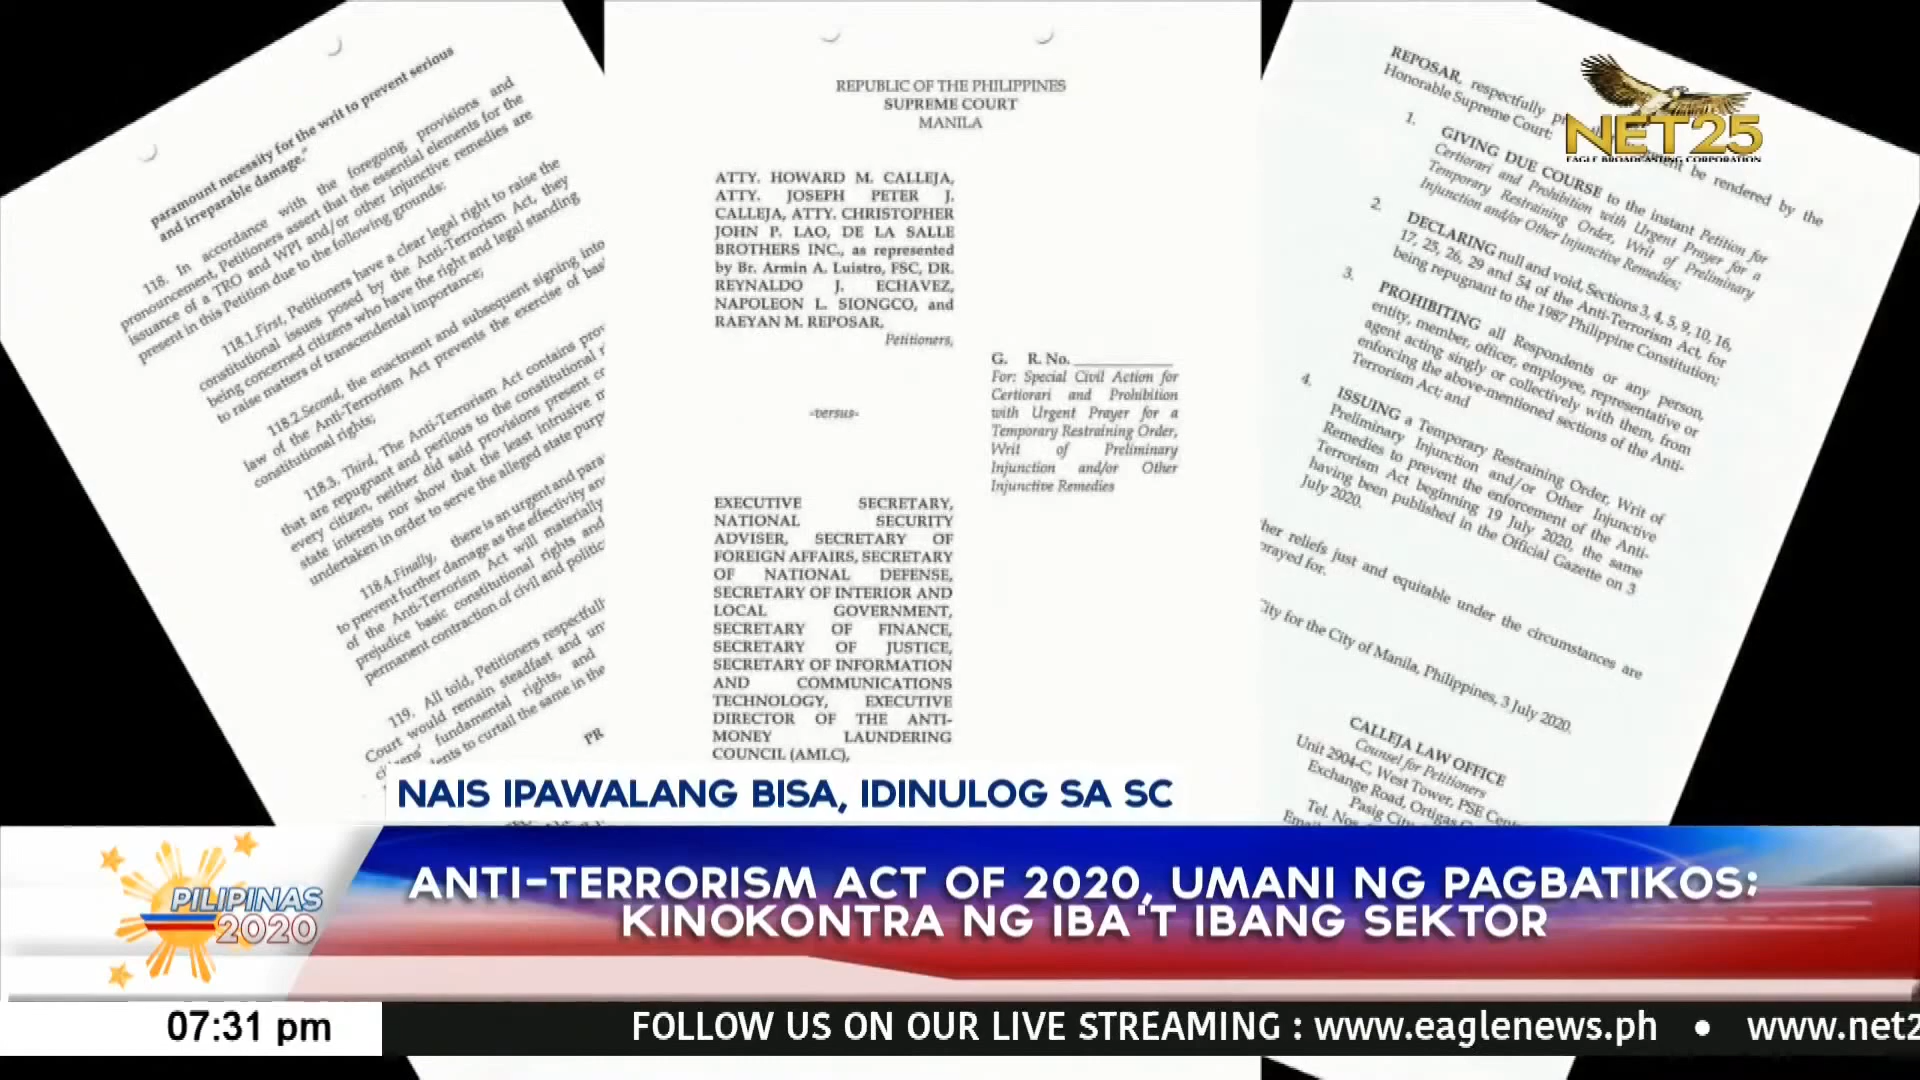 paramount necessity for the writ to prevent serious
and irreparable damage."
118. In accordance with the foregoing provisions and
pronouncement, Petitioners assert that the essential elements for the
issuance of a TRO and WPI and/or other injunctive remedies are
present in this Petition due to the following grounds:
118.1.First, Petitioners have a clear legal right to raise the
constitutional issues posed by the Anti-Terrorism Act, they
being concerned citizens who have the right and legal standing
to raise matters of transcendental importance;
118.2.Second, the enactment and subsequent signing into
law of the Anti-Terrorism Act prevents the exercise of
constitutional rights;
118.3. Third, The Anti-Terrorism Act contains
that are repugnant and perilous to the constitutional
every citizen, neither did said provisions present
state interests nor show that the least intrusive
undertaken in order to serve the alleged state
118.4.Finally, there is an urgent and
to prevent further damage as the effectivity
of the Anti-Terrorism Act will materially
prejudice basic constitutional rights and
permanent contraction of civil and
119. All told, Petitioners respectfully
Court would remain steadfast and
fundamental rights, and
to curtail the same in the
PR
REPUBLIC OF THE PHILIPPINES
SUPREME COURT
MANILA
ATTY. HOWARD M. CALLEJA,
ATTY. JOSEPH PETER J.
CALLEJA, ATTY. CHRISTOPHER
JOHN P. LAO, DE LA SALLE
BROTHERS INC., as represented
by Br. Armin A. Luistro, FSC, DR.
REYNALDO J. ECHAVEZ,
NAPOLEON L. SIONGCO, and
RAEYAN M. REPOSAR,
Petitioners,
-versus-
G. R. No. ____________
For: Special Civil Action for
Certiorari and Prohibition
with Urgent Prayer for a
Temporary Restraining Order,
Writ of Preliminary
Injunction and/or Other
Injunctive Remedies
EXECUTIVE SECRETARY,
NATIONAL SECURITY
ADVISER, SECRETARY OF
FOREIGN AFFAIRS, SECRETARY
OF NATIONAL DEFENSE,
SECRETARY OF INTERIOR AND
LOCAL GOVERNMENT,
SECRETARY OF FINANCE,
SECRETARY OF JUSTICE,
SECRETARY OF INFORMATION
AND COMMUNICATIONS
TECHNOLOGY, EXECUTIVE
DIRECTOR OF THE ANTI-
MONEY LAUNDERING
COUNCIL (AMLC),
REPOSAR, respectfully be rendered by the
Honorable Supreme Court:
1. GIVING DUE COURSE to the instant Petition for
Certiorari and Prohibition with Urgent Prayer for a
Temporary Restraining Order, Writ of Preliminary
Injunction and/or Other Injunctive Remedies;
2. DECLARING null and void, Sections 3, 4, 5, 9, 10, 16,
17, 25, 26, 29 and 54 of the Anti-Terrorism Act, for
being repugnant to the 1987 Philippine Constitution;
3. PROHIBITING all Respondents or any person,
entity, member, officer, employee, representative or
agent acting singly or collectively with them, from
enforcing the above-mentioned sections of the Anti-
Terrorism Act; and
4. ISSUING a Temporary Restraining Order, Writ of
Preliminary Injunction and/or Other Injunctive
Remedies to prevent the enforcement of the Anti-
Terrorism Act beginning 19 July 2020, the same
having been published in the Official Gazette on 3
July 2020.
reliefs just and equitable under the circumstances are
prayed for.
City for the City of Manila, Philippines, 3 July 2020.
CALLEJA LAW OFFICE
Counsel for Petitioners
Unit 2904-C, West Tower, PSE
Exchange Road, Ortigas
Pasig City
Tel. Nos.
NET25
EAGLE BROADCASTING CORPORATION
NAIS IPAWALANG BISA, IDINULOG SA SC
ANTI-TERRORISM ACT OF 2020, UMANI NG PAGBATIKOS;
KINOKONTRA NG IBA'T IBANG SEKTOR
PILIPINAS
2020
07:31 pm
FOLLOW US ON OUR LIVE STREAMING : www.eaglenews.ph • www.net2